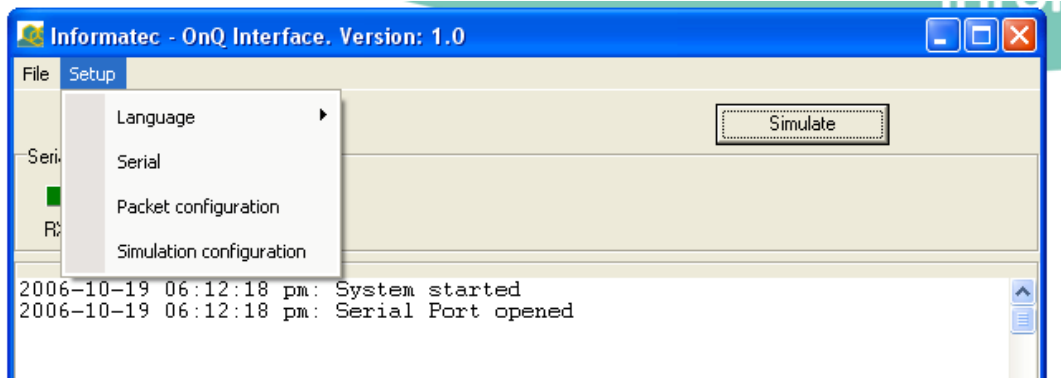 Informatec - OnQ Interface. Version: 1.0
File Setup
Language
Simulate
Serial
Packet configuration
Simulation configuration
2006-10-19 06:12:18 pm: System started
2006-10-19 06:12:18 pm: Serial Port opened